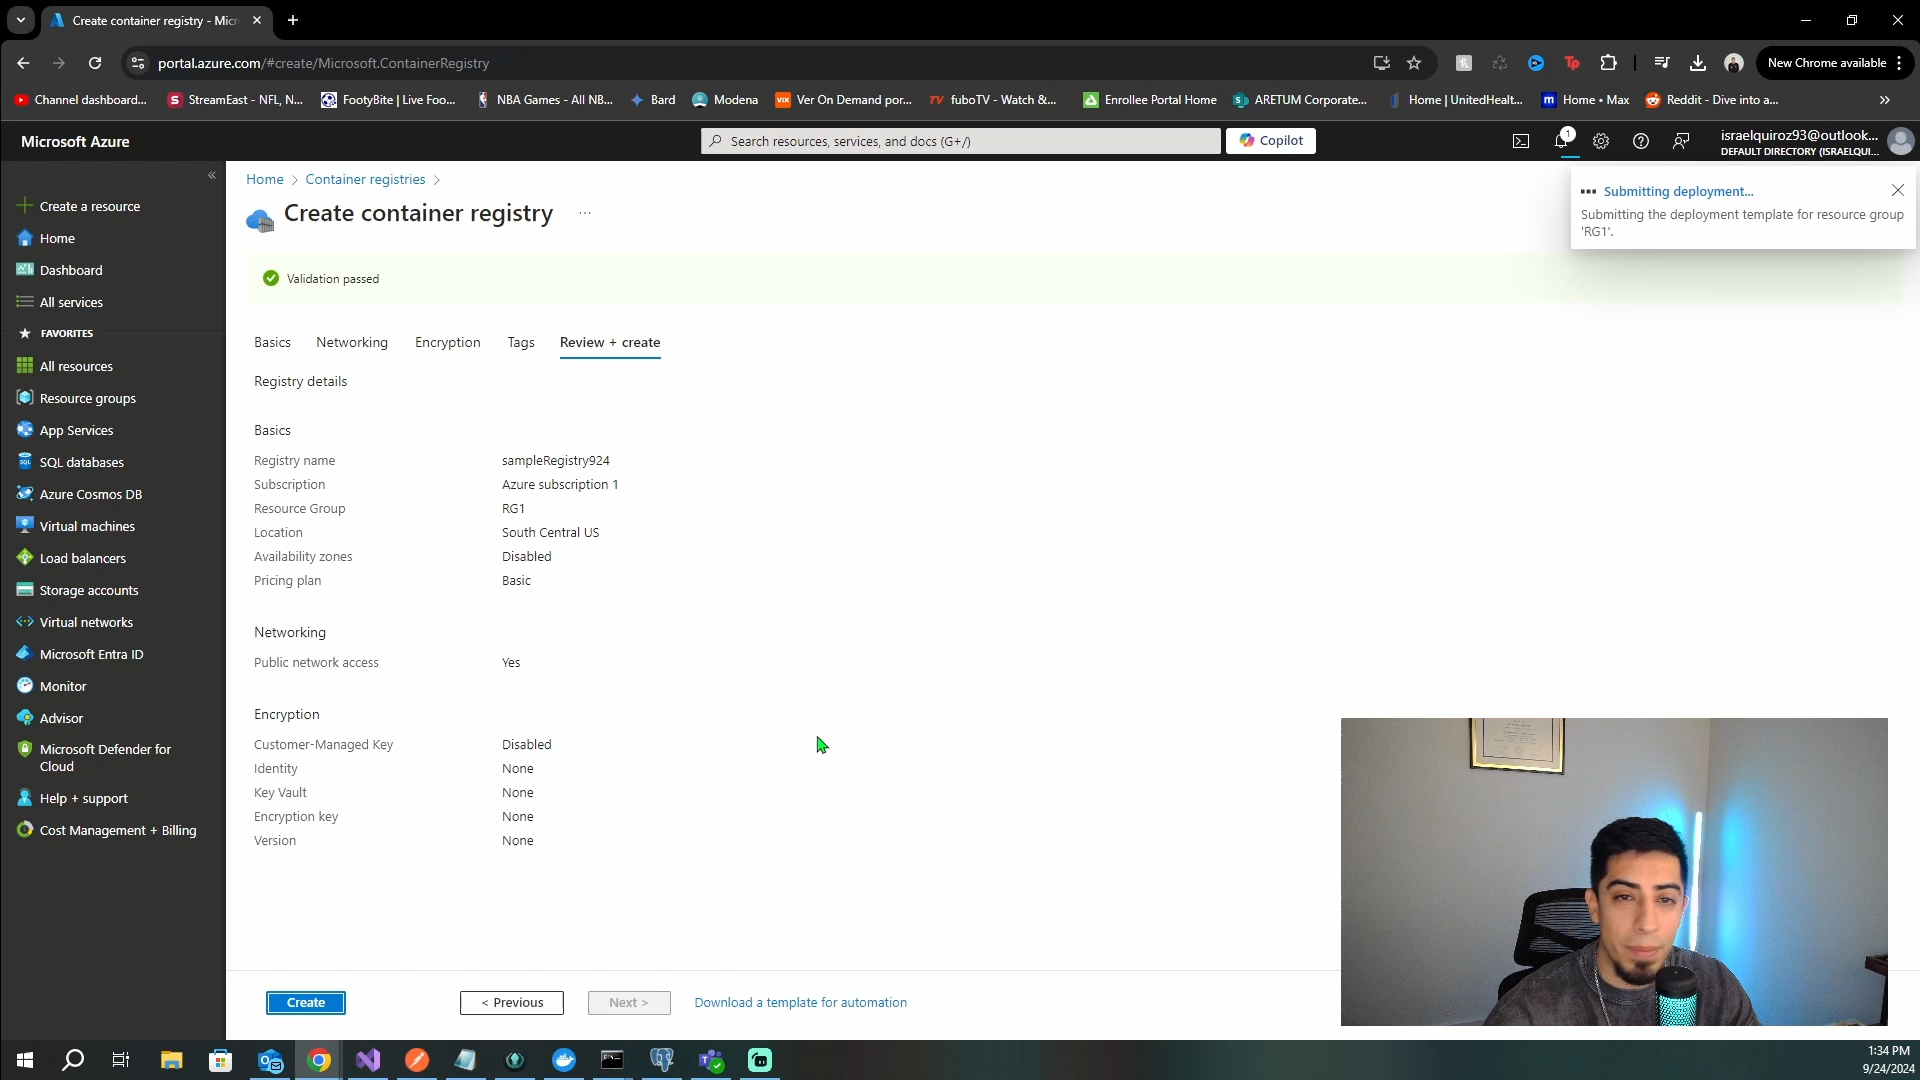 Create container registry - Micr
portal.azure.com/#create/Microsoft.ContainerRegistry
New Chrome available
Channel dashboard...
StreamEast - NFL, N...
FootyBite | Live Foo...
NBA Games - All NB...
Bard
Modena
Ver On Demand por...
fuboTV - Watch &...
Enrollee Portal Home
ARETUM Corporate...
Home | UnitedHealt...
Home • Max
Reddit - Dive into a...
Microsoft Azure
Search resources, services, and docs (G+/)
Copilot
1
israelquiroz93@outlook...
DEFAULT DIRECTORY (ISRAELQUI...
Create a resource
Home
Dashboard
All services
FAVORITES
All resources
Resource groups
App Services
SQL databases
Azure Cosmos DB
Virtual machines
Load balancers
Storage accounts
Virtual networks
Microsoft Entra ID
Monitor
Advisor
Microsoft Defender for
Cloud
Help + support
Cost Management + Billing
Home > Container registries >
Create container registry ...
Submitting deployment...
Submitting the deployment template for resource group
'RG1'.
Validation passed
Basics Networking Encryption Tags Review + create
Registry details
Basics
Registry name sampleRegistry924
Subscription Azure subscription 1
Resource Group RG1
Location South Central US
Availability zones Disabled
Pricing plan Basic
Networking
Public network access Yes
Encryption
Customer-Managed Key Disabled
Identity None
Key Vault None
Encryption key None
Version None
Create
< Previous
Next >
Download a template for automation
1:34 PM
9/24/2024